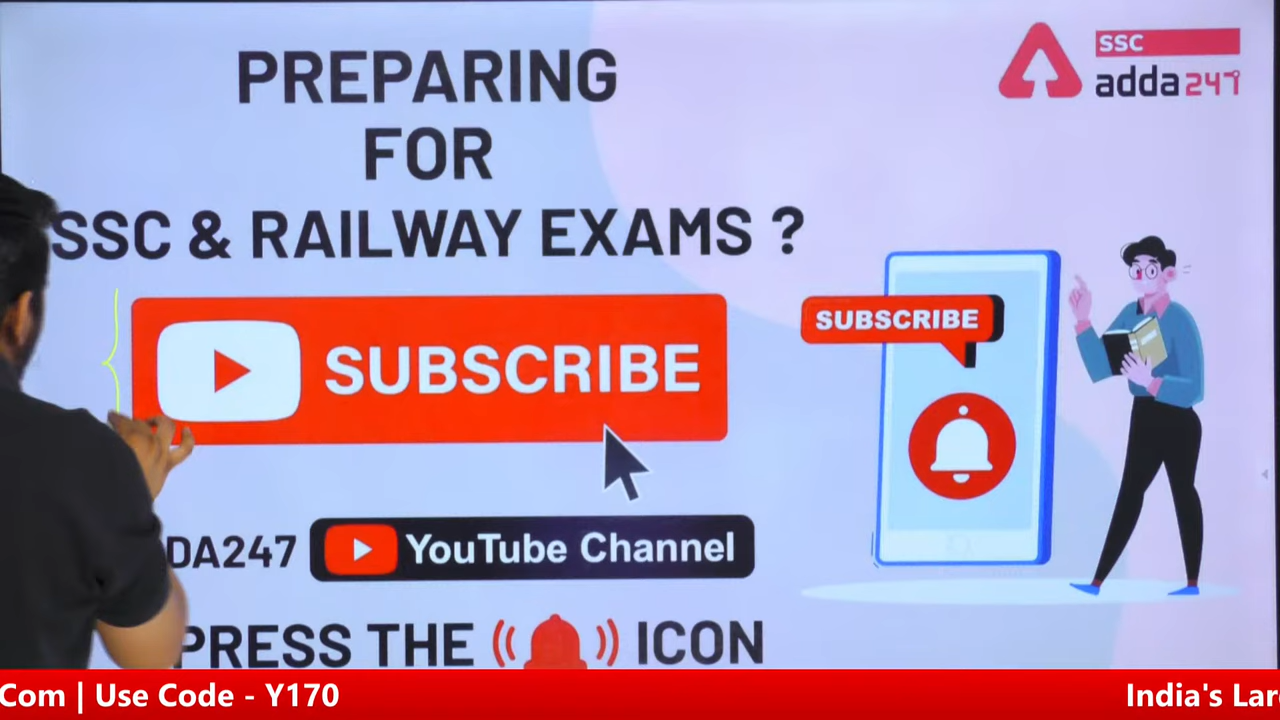 PREPARING
FOR
SSC & RAILWAY EXAMS ?
SSC
adda247
SUBSCRIBE
SUBSCRIBE
DA247 YouTube Channel
PRESS THE ICON
Com | Use Code - Y170
India's Lar